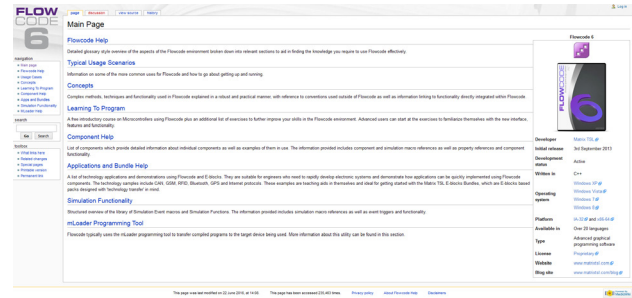 FLOW
CODE
6
Log in
page
discussion
view source
history
Main Page
navigation
Main page
Flowcode Help
Usage Cases
Concepts
Learning To Program
Component Help
Apps and Bundles
Simulation Functionality
mLoader Help
search
Go
Search
toolbox
What links here
Related changes
Special pages
Printable version
Permanent link
Flowcode Help
Detailed glossary style overview of the aspects of the Flowcode environment broken down into relevant sections to aid in finding the knowledge you require to use Flowcode effectively.
Typical Usage Scenarios
Information on some of the more common uses for Flowcode and how to go about getting up and running.
Concepts
Complex methods, techniques and functionality used in Flowcode explained in a robust and practical manner, with reference to conventions used outside of Flowcode as well as information linking to functionality directly integrated within Flowcode.
Learning To Program
A free introductory course on Microcontrollers using Flowcode plus an additional list of exercises to further improve your skills in the Flowcode environment. Advanced users can start at the exercises to familiarize themselves with the new interface,
features and functionality.
Component Help
List of components which provide detailed information about individual components as well as examples of them in use. The information provided includes component and simulation macro references as well as property references and component
functionality.
Applications and Bundle Help
A list of technology applications and demonstrations using Flowcode and E-blocks. They are suitable for engineers who need to rapidly develop electronic systems and demonstrate how applications can be quickly implemented using Flowcode
components. The technology samples include CAN, GSM, RFID, Bluetooth, GPS and Internet protocols. These examples are teaching aids in themselves and ideal for getting started with the Matrix TSL E-blocks Bundles, which are E-blocks based
packs designed with 'technology transfer' in mind.
Simulation Functionality
Structured overview of the library of Simulation Event macros and Simulation Functions. The information provided includes simulation macro references as well as event triggers and functionality.
mLoader Programming Tool
Flowcode typically uses the mLoader programming tool to transfer compiled programs to the target device being used. More information about this utility can be found in this section.
Flowcode 6
FLOWCODE
6
Developer Matrix TSL
Initial release 3rd September 2013
Development status Active
Written in C++
Operating system Windows XP
Windows Vista
Windows 7
Windows 8
Platform IA-32 and x86-64
Available in Over 20 languages
Type Advanced graphical programming software
License Proprietary
Website www.matrixtsl.com
Blog site www.matrixtsl.com/blog
This page was last modified on 22 June 2015, at 14:00.
This page has been accessed 230,493 times.
Privacy policy
About Flowcode Help
Disclaimers